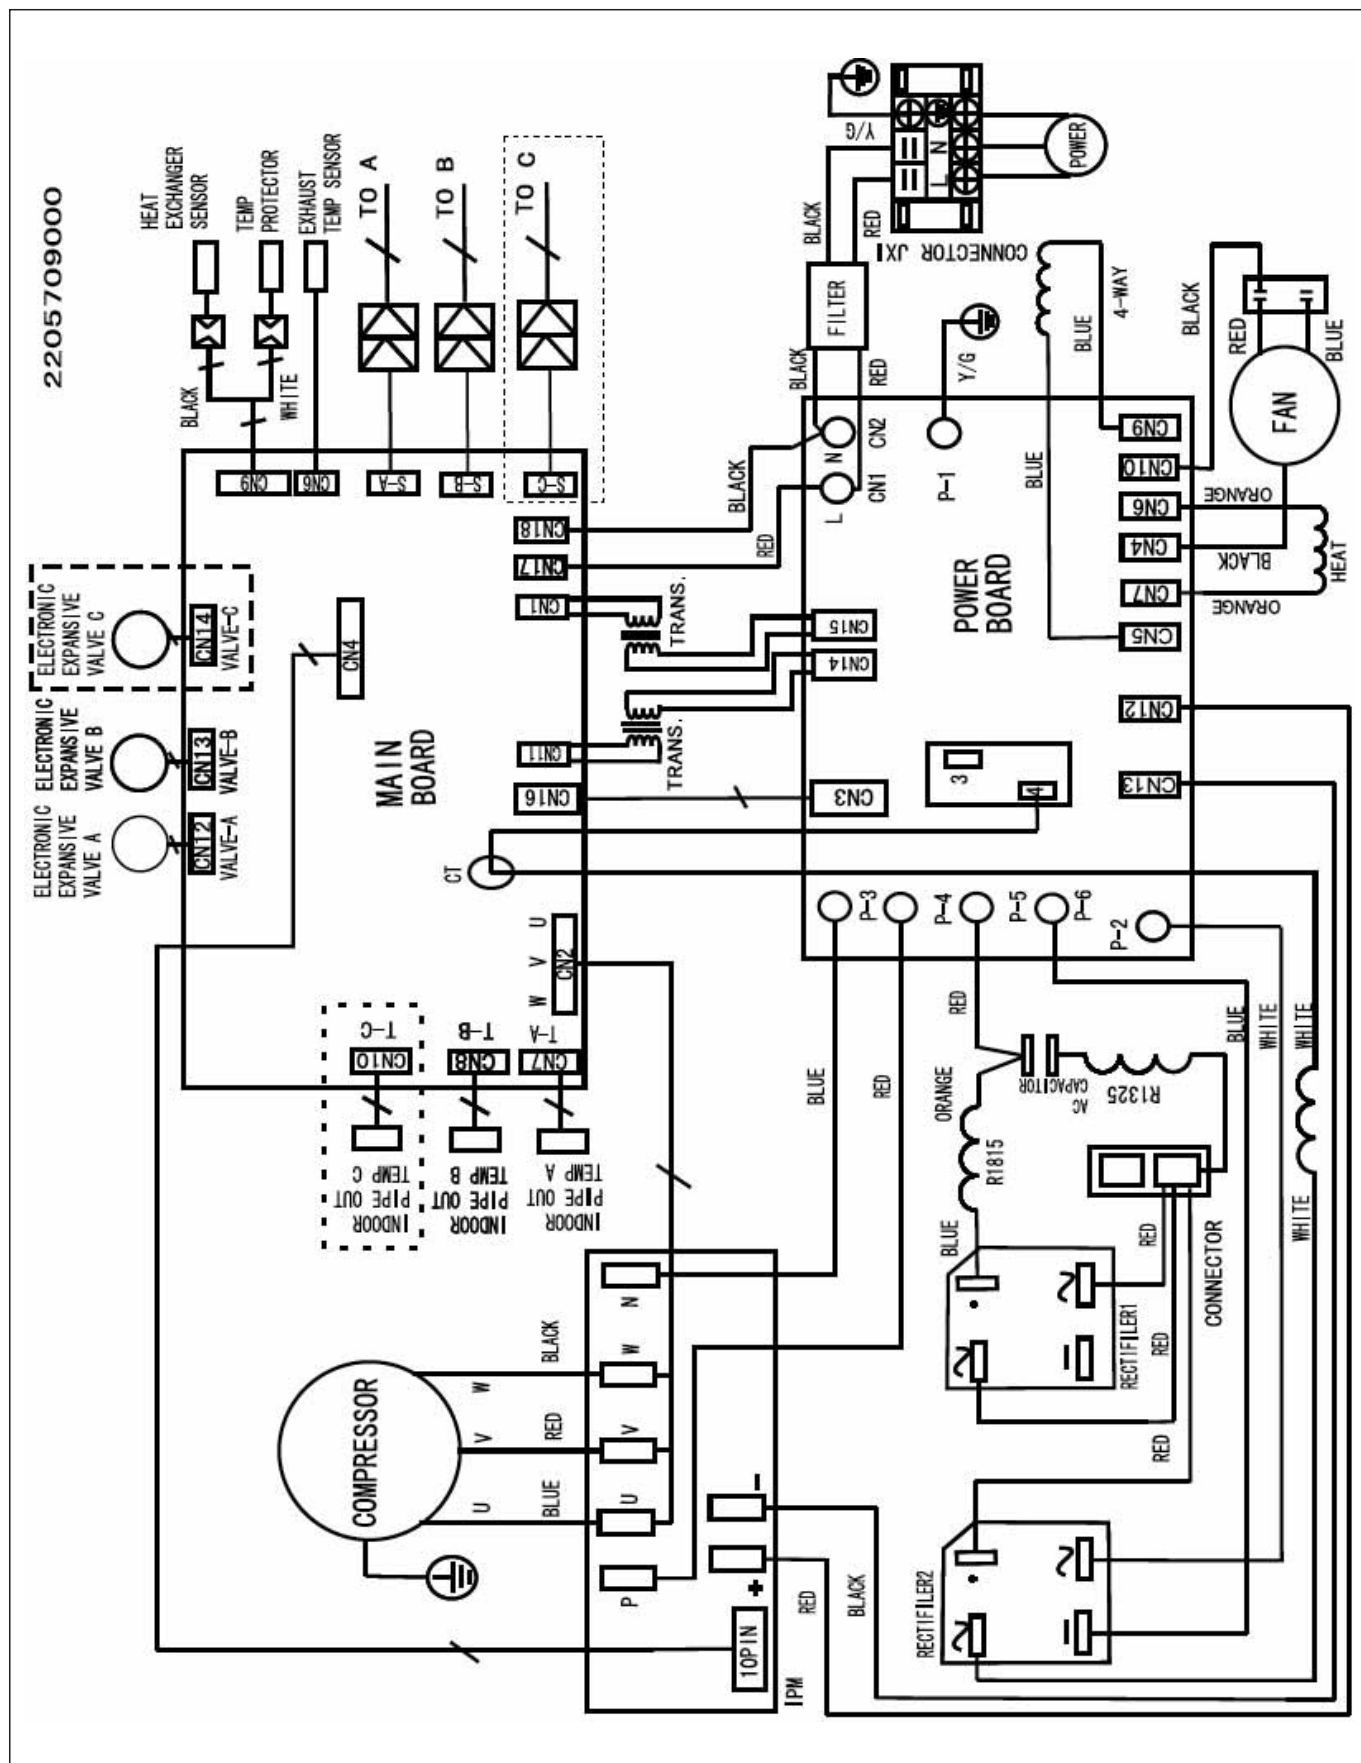 2205709000
HEAT
EXCHANGER
SENSOR
TEMP
PROTECTOR
EXHAUST
TEMP SENSOR
BLACK
WHITE
TO A
TO B
TO C
CN9
CN6
S-A
S-B
S-C
ELECTRONIC
EXPANSIVE
VALVE A
ELECTRONIC
EXPANSIVE
VALVE B
ELECTRONIC
EXPANSIVE
VALVE C
CN12
VALVE-A
CN13
VALVE-B
CN14
VALVE-C
CN4
MAIN
BOARD
CN18
CN17
CN1
CN11
CN16
CT
W V U
CN2
T-C
CN10
T-B
CN8
T-A
CN7
INDOOR
PIPE OUT
TEMP C
INDOOR
PIPE OUT
TEMP B
INDOOR
PIPE OUT
TEMP A
TRANS.
TRANS.
BLACK
RED
Y/G
BLACK
RED
CONNECTOR JX1
L N
POWER
FILTER
BLACK
RED
N
CN2
L
CN1
P-1
Y/G
4-WAY
BLUE
BLUE
BLACK
RED
BLUE
FAN
ORANGE
BLACK
ORANGE
HEAT
CN9
CN10
CN6
CN4
CN7
CN5
CN12
CN13
POWER
BOARD
CN15
CN14
CN3
3
4
P-3
P-4
P-5
P-6
P-2
BLUE
RED
RED
ORANGE
BLUE
R1815
AC
CAPACITOR
R1325
BLUE
WHITE
WHITE
WHITE
CONNECTOR
RED
RED
RED
RECTIFILER1
RECTIFILER2
COMPRESSOR
U
V
W
BLUE
RED
BLACK
P
U
V
W
N
+
-
10PIN
IPM
RED
BLACK